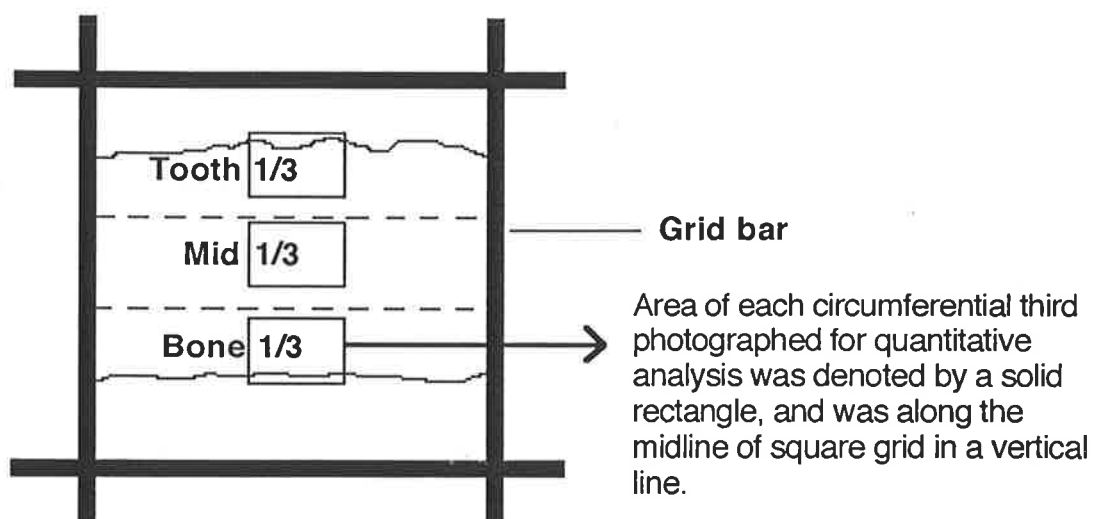 Tooth 1/3
Mid 1/3
Grid bar
Bone 1/3
Area of each circumferential third
photographed for quantitative
analysis was denoted by a solid
rectangle, and was along the
midline of square grid in a vertical
line.